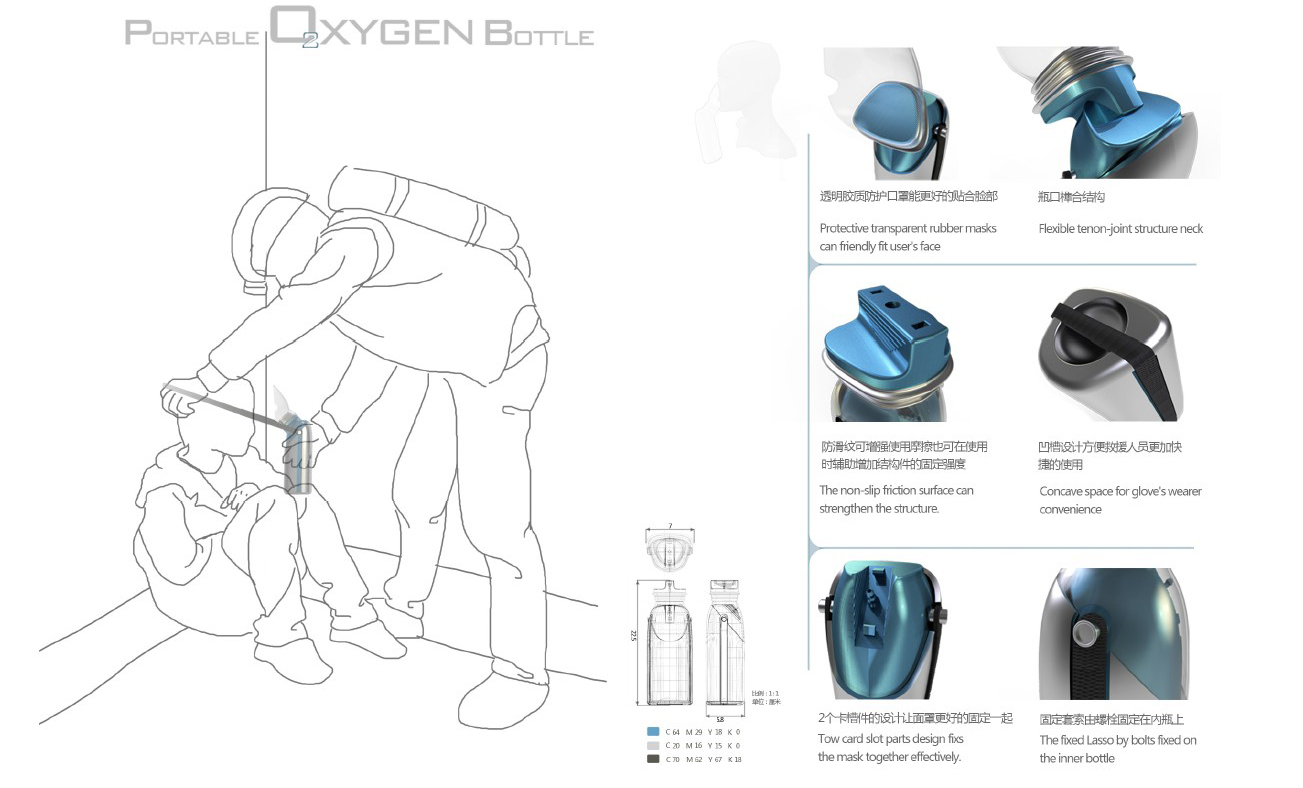 PORTABLE O2XYGEN BOTTLE
透明胶质防护口罩能更好的贴合脸部
Protective transparent rubber masks
can friendly fit user's face
瓶口榫合结构
Flexible tenon-joint structure neck
防滑纹可增强使用摩擦也可在使用
时辅助增加结构件的固定强度
The non-slip friction surface can
strengthen the structure.
凹槽设计方便救援人员更加快
捷的使用
Concave space for glove's wearer
convenience
2个卡槽件的设计让面罩更好的固定一起
Tow card slot parts design fixs
the mask together effectively.
固定套索由螺栓固定在内瓶上
The fixed Lasso by bolts fixed on
the inner bottle
7
22.5
5.8
比例：1:1
单位：厘米
C 64 M 29 Y 18 K 0
C 20 M 16 Y 15 K 0
C 70 M 62 Y 67 K 18